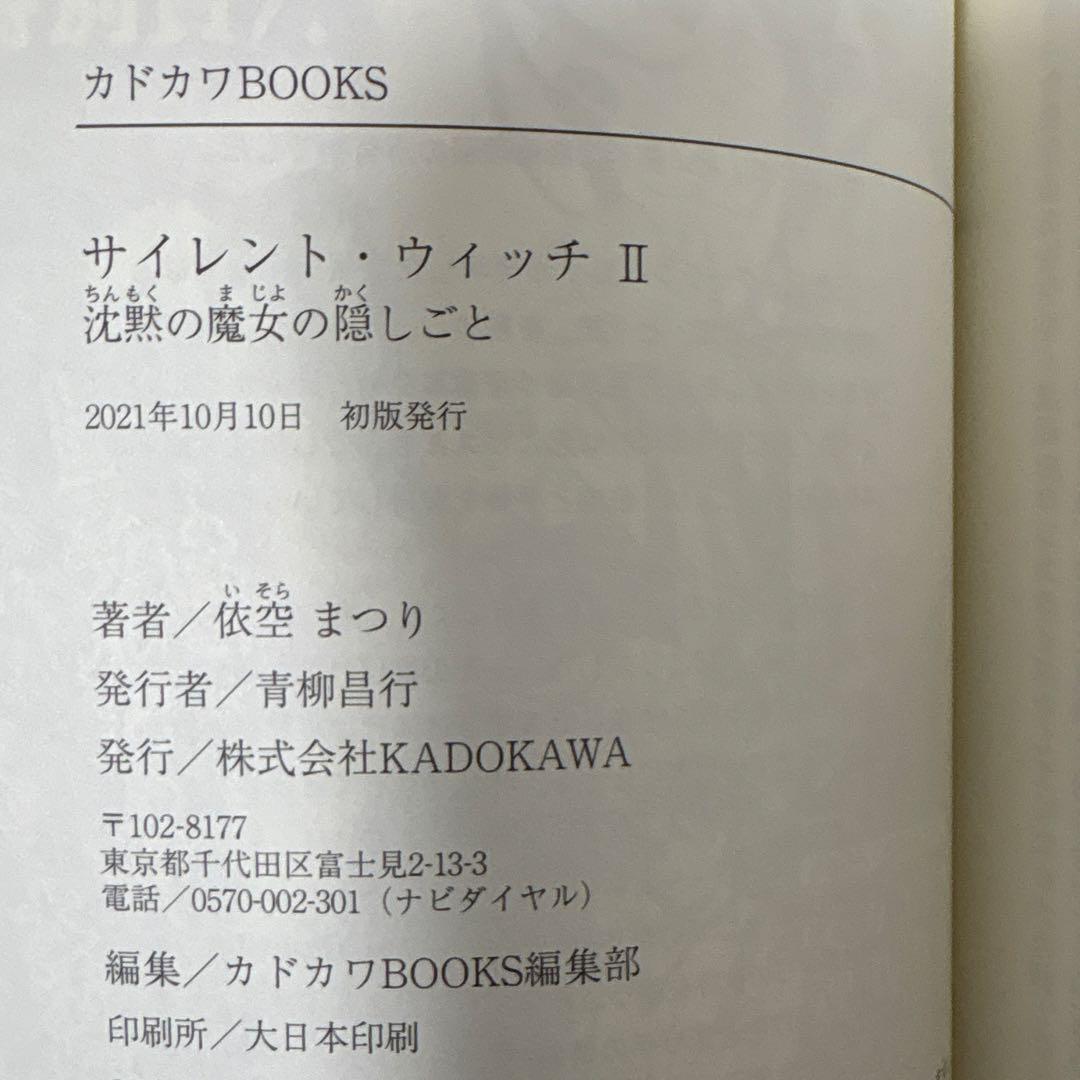 カドカワBOOKS
サイレント・ウィッチ Ⅱ
ちんもく ま じよ かく
沈黙の魔女の隠しごと
2021年10月10日 初版発行
い そら
著者／依空 まつり
発行者／青柳昌行
発行／株式会社KADOKAWA
〒102-8177
東京都千代田区富士見2-13-3
電話／0570-002-301（ナビダイヤル）
編集／カドカワBOOKS編集部
印刷所／大日本印刷